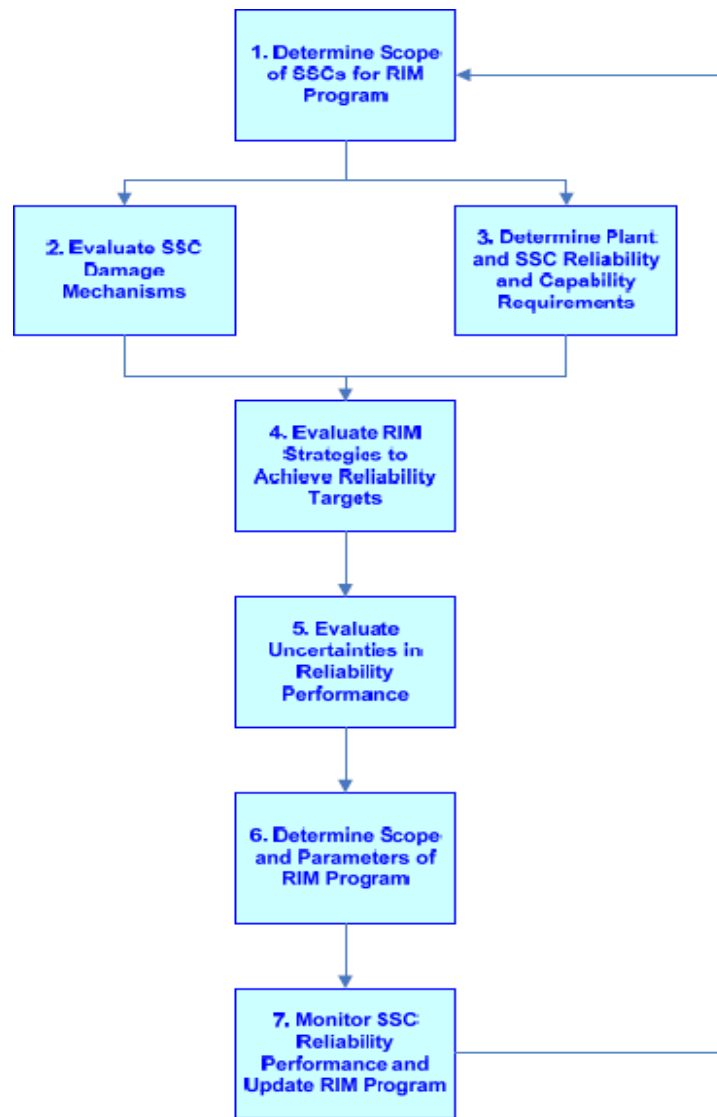 1. Determine Scope
of SSCs for RIM
Program
2. Evaluate SSC
Damage
Mechanisms
3. Determine Plant
and SSC Reliability
and Capability
Requirements
4. Evaluate RIM
Strategies to
Achieve Reliability
Targets
5. Evaluate
Uncertainties in
Reliability
Performance
6. Determine Scope
and Parameters of
RIM Program
7. Monitor SSC
Reliability
Performance and
Update RIM Program